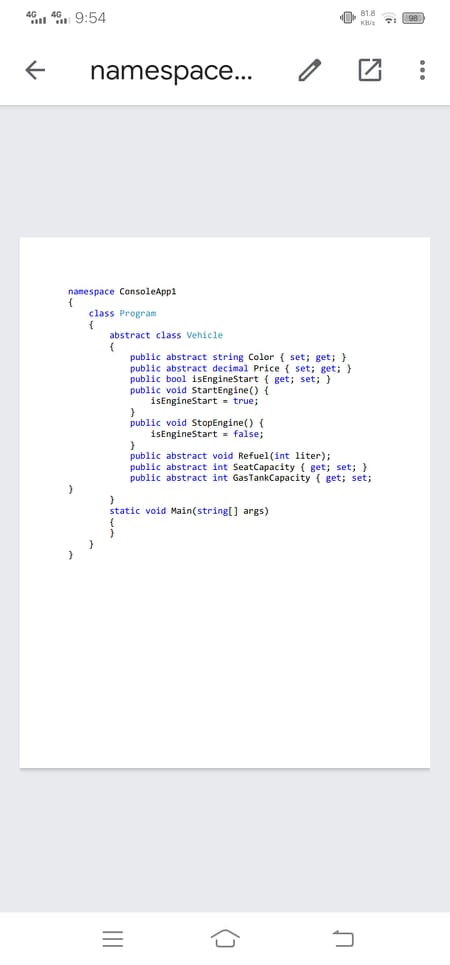 4G 4G 9:54 81.8 KB/s 98
namespace...
namespace ConsoleApp1
{
class Program
{
abstract class Vehicle
{
public abstract string Color { set; get; }
public abstract decimal Price { set; get; }
public bool isEngineStart { get; set; }
public void StartEngine() {
isEngineStart = true;
}
public void StopEngine() {
isEngineStart = false;
}
public abstract void Refuel(int liter);
public abstract int SeatCapacity { get; set; }
public abstract int GasTankCapacity { get; set;
}
}
static void Main(string[] args)
{
}
}
}